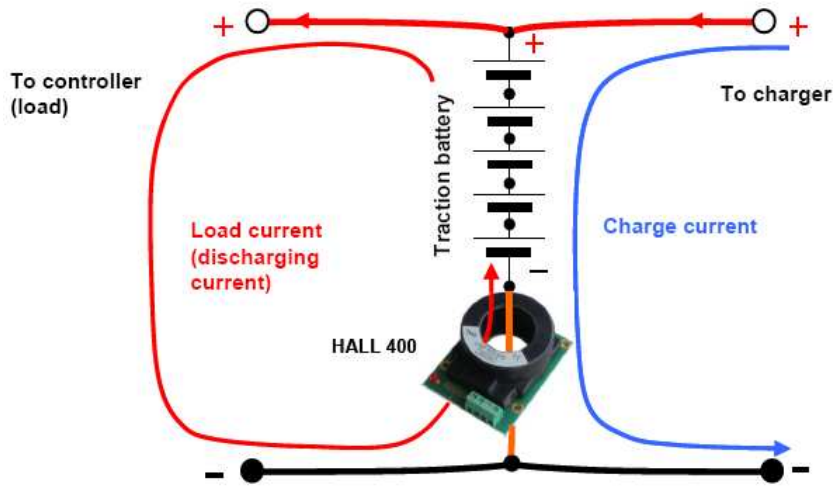 +
+
To controller
(load)
+
To charger
Traction battery
Load current
(discharging
current)
Charge current
−
HALL 400
−
−